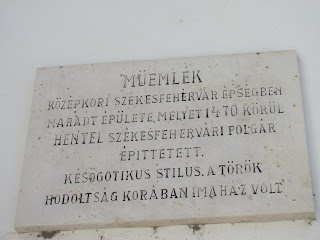 MŰEMLÉK
KÖZÉPKORI SZÉKESFEHÉRVÁR ÉPSÉGBEN
MARADT ÉPÜLETE, MELYET 1470 KÖRÜL
HENTEL SZÉKESFEHÉRVÁRI POLGÁR
ÉPITTETETT.
KÉSŐGOTIKUS STILUS. A TÖRÖK
HODOLTSÁG KORÁBAN IMAHÁZ VOLT